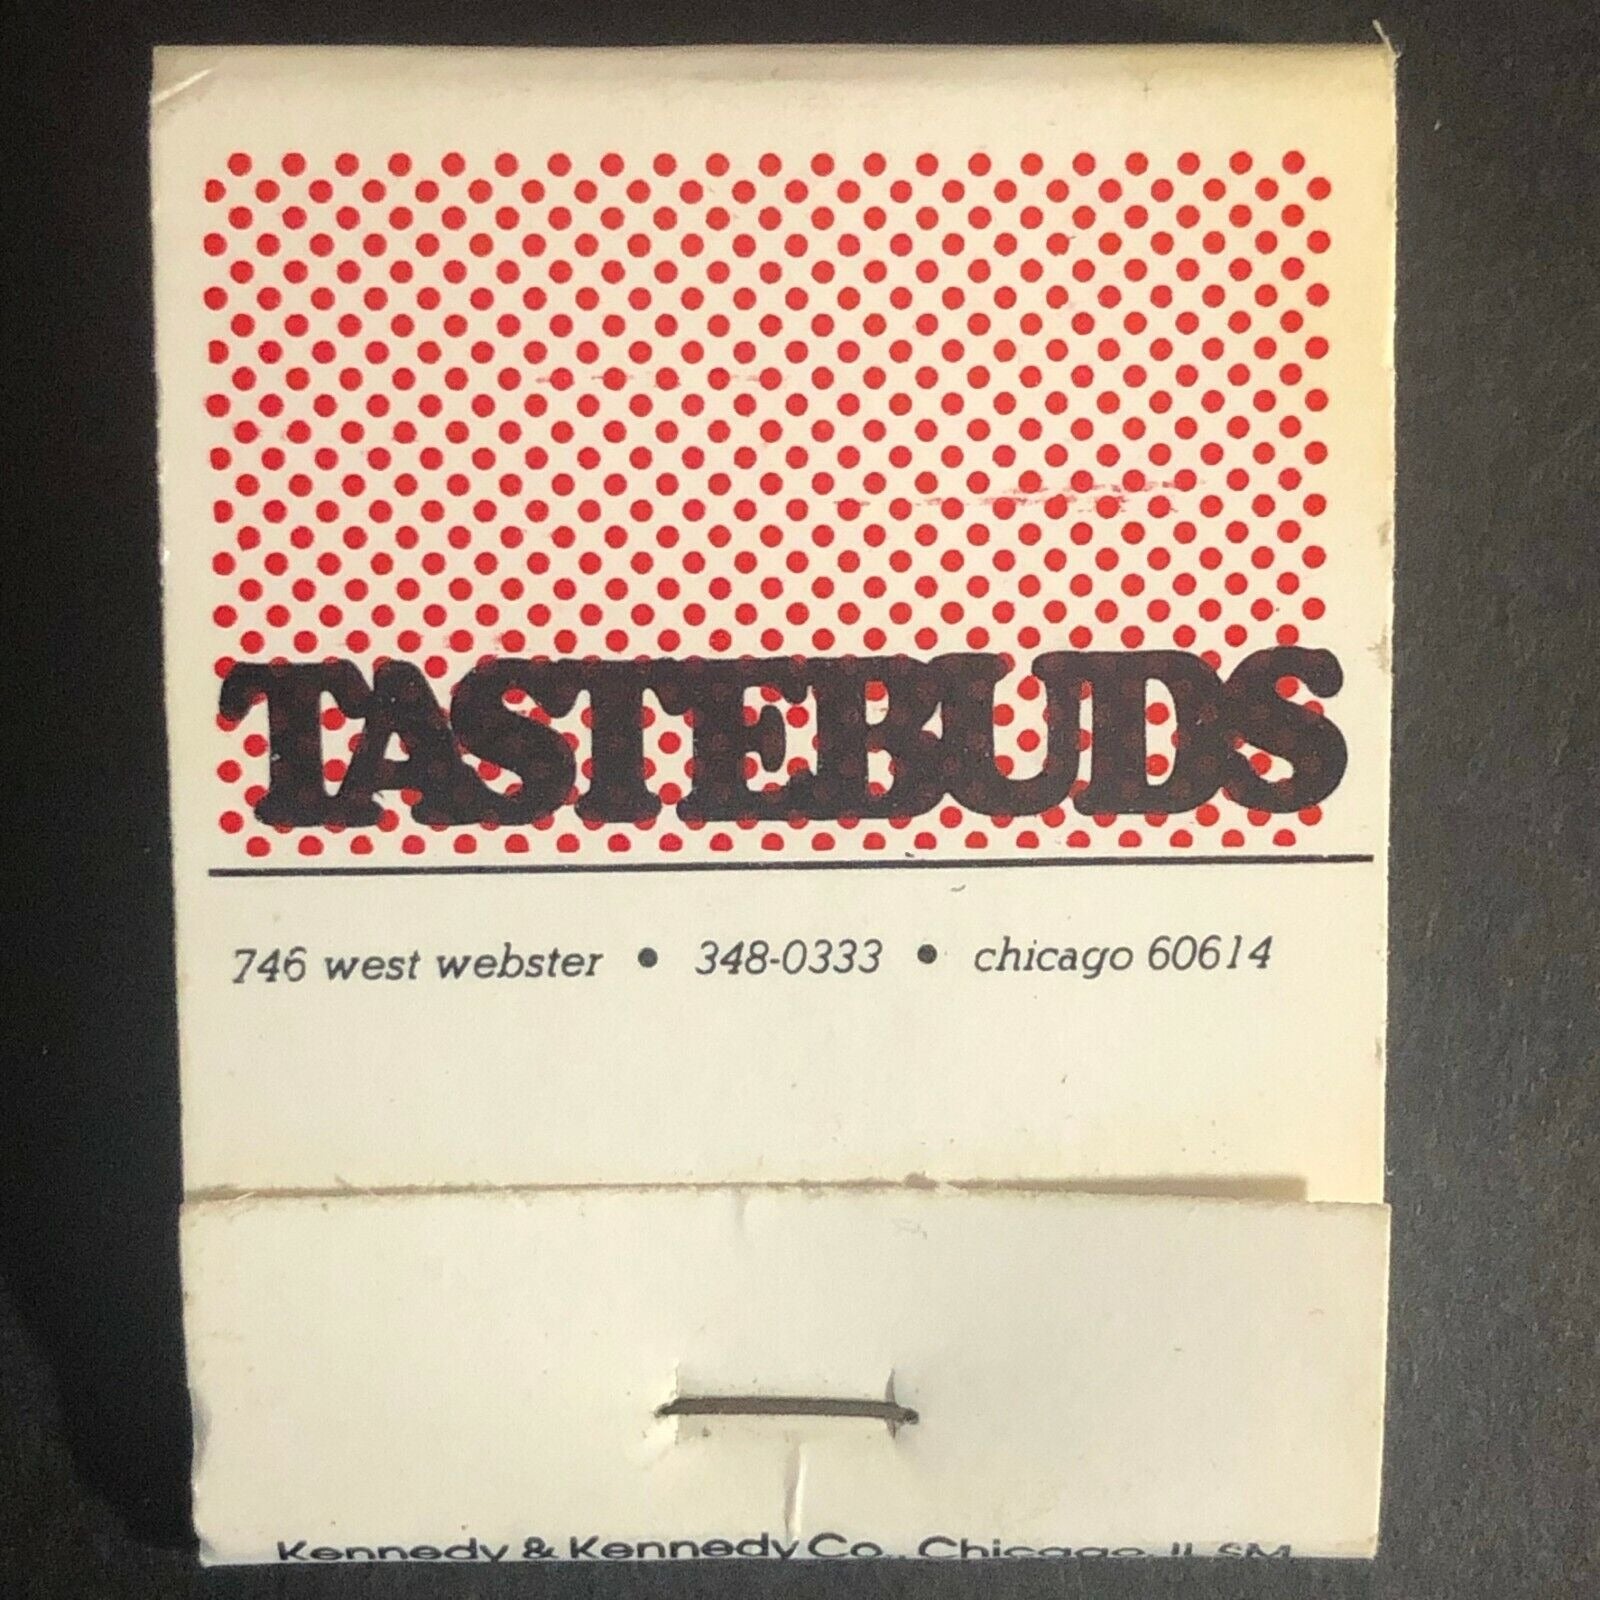 TASTEBUDS
746 west webster • 348-0333 • chicago 60614
Kennedy & Kennedy Co., Chicago, IL SM